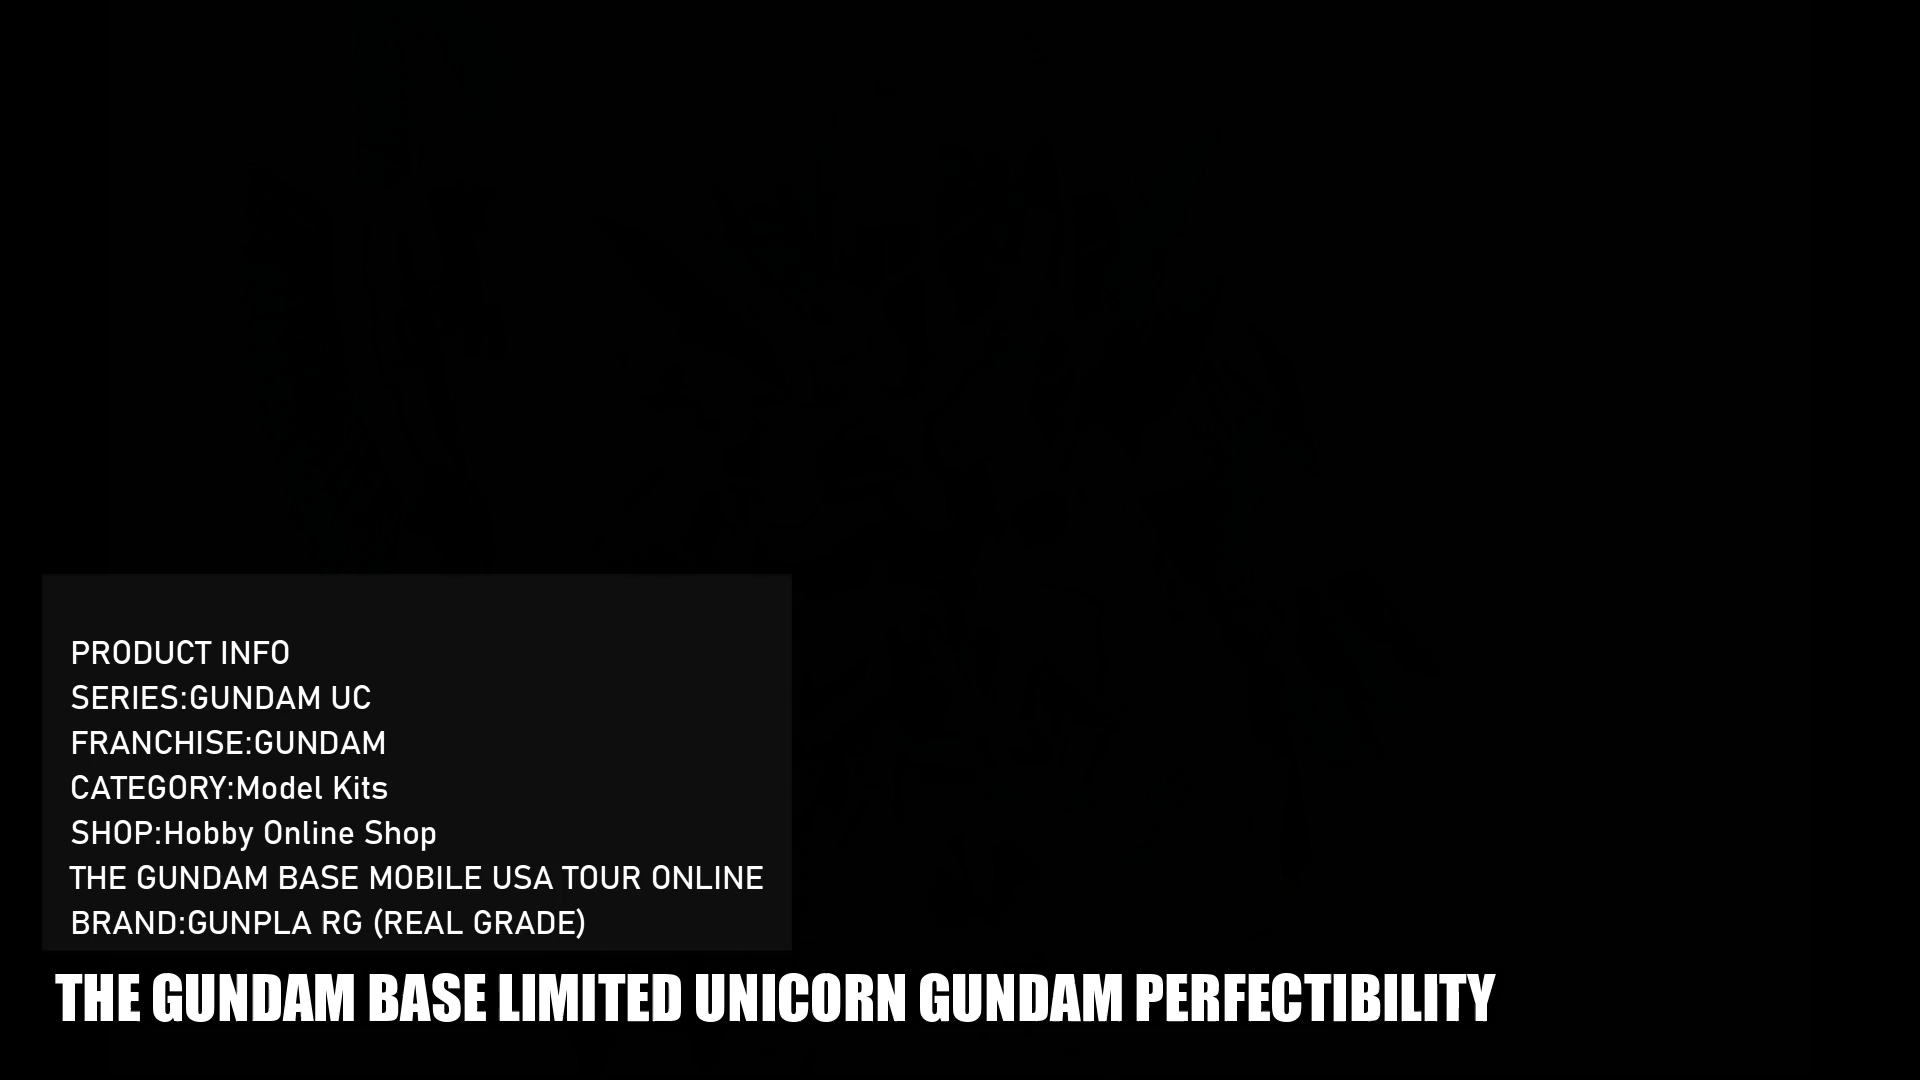 PRODUCT INFO
SERIES:GUNDAM UC
FRANCHISE:GUNDAM
CATEGORY:Model Kits
SHOP:Hobby Online Shop
THE GUNDAM BASE MOBILE USA TOUR ONLINE
BRAND:GUNPLA RG (REAL GRADE)
THE GUNDAM BASE LIMITED UNICORN GUNDAM PERFECTIBILITY